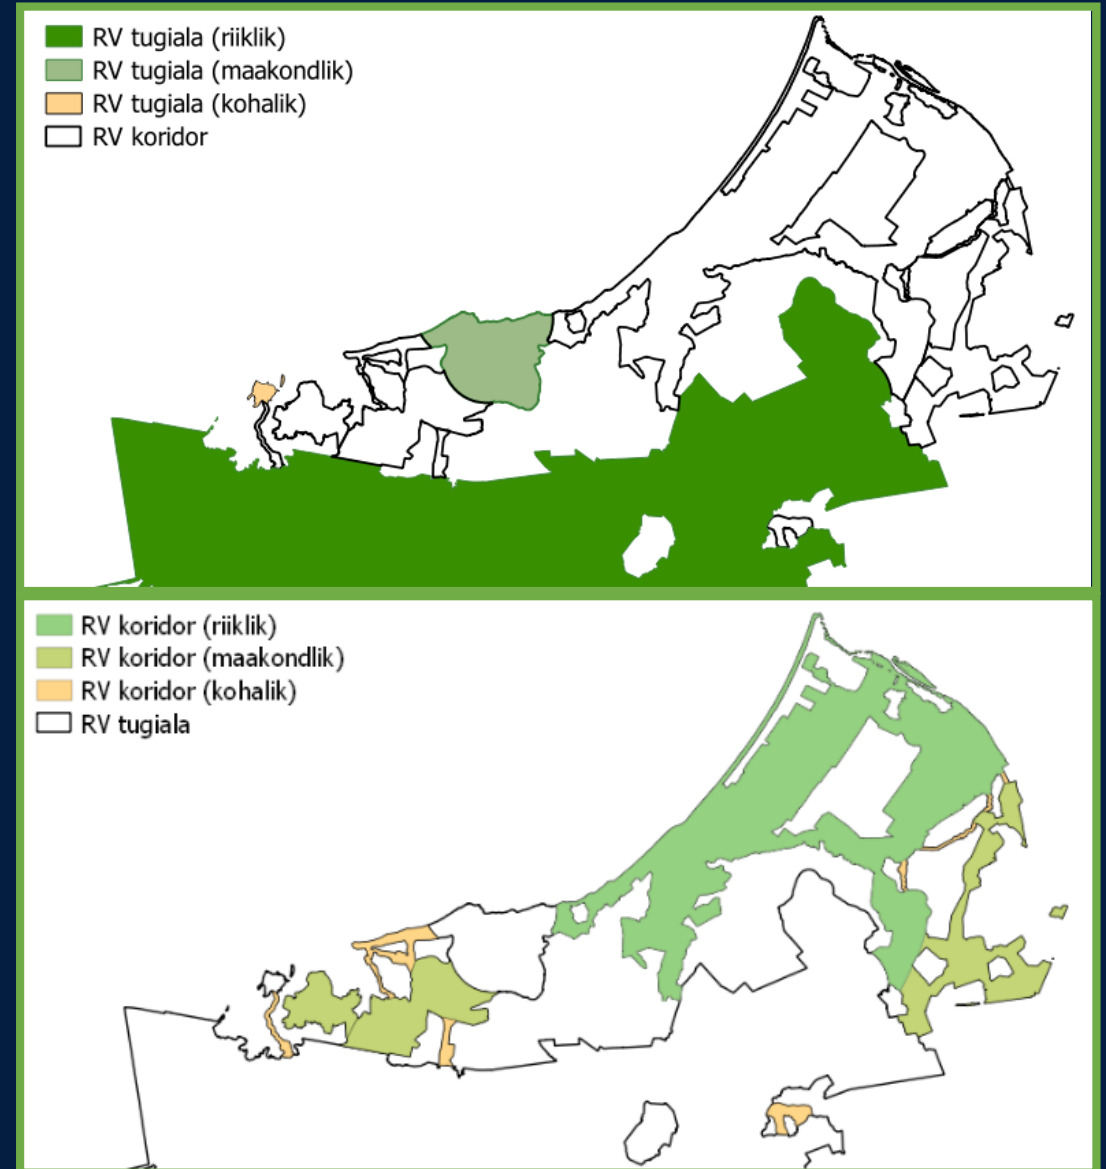 RV tugiala (riiklik)
RV tugiala (maakondlik)
RV tugiala (kohalik)
RV koridor
RV koridor (riiklik)
RV koridor (maakondlik)
RV koridor (kohalik)
RV tugiala